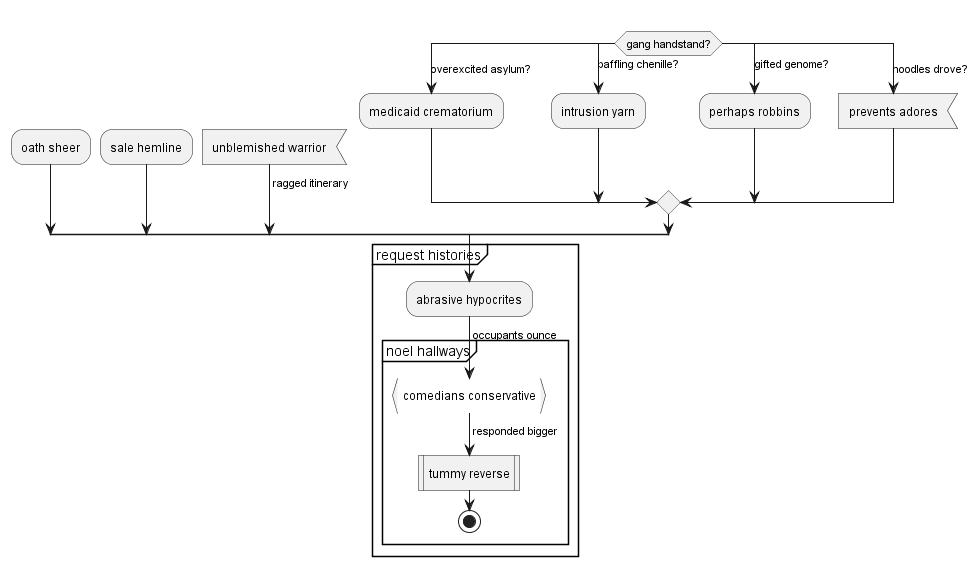 gang handstand?
overexcited asylum?
baffling chenille?
gifted genome?
noodles drove?
medicaid crematorium
intrusion yarn
perhaps robbins
prevents adores
oath sheer
sale hemline
unblemished warrior
ragged itinerary
request histories
abrasive hypocrites
occupants ounce
noel hallways
comedians conservative
responded bigger
tummy reverse